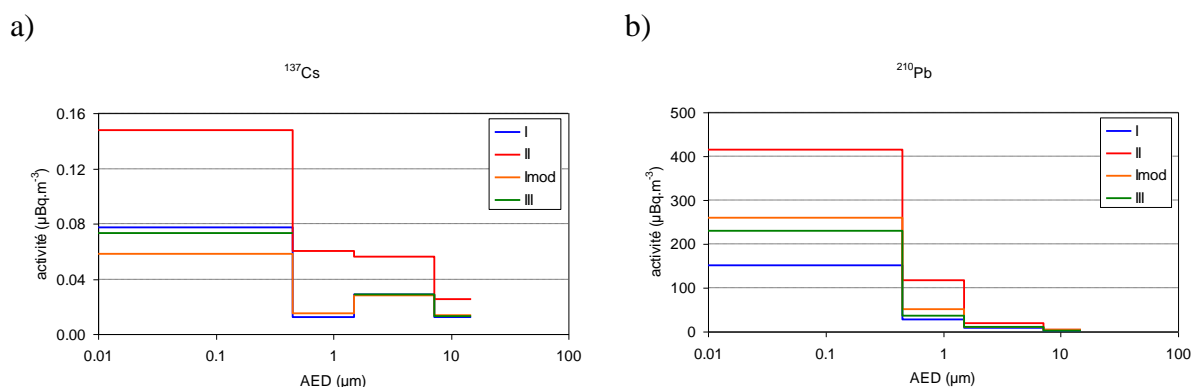 a)
b)
137Cs
0.16
0.12
0.08
0.04
0.00
activité (µBq.m-3)
0.01
0.1
1
10
100
AED (µm)
I
II
Imod
III
210Pb
500
400
300
200
100
0
activité (µBq.m-3)
0.01
0.1
1
10
100
AED (µm)
I
II
Imod
III